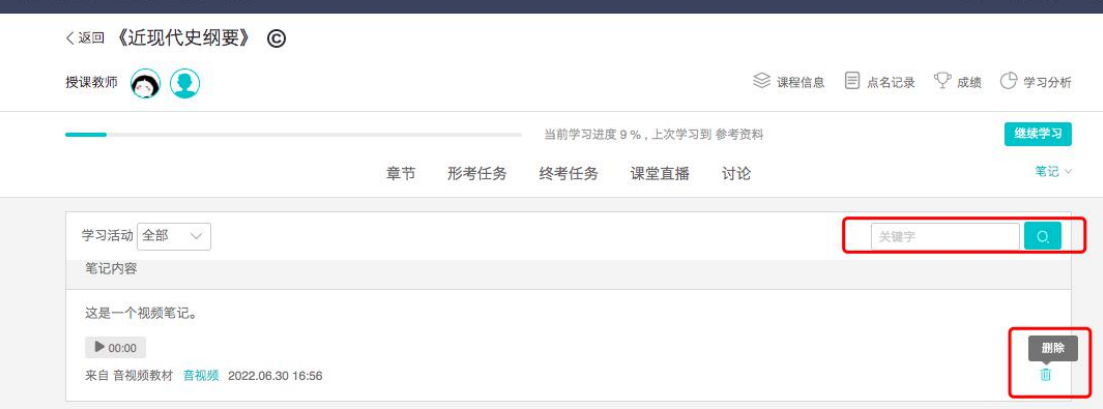 返回 《近现代史纲要》 ©
授课教师
课程信息 点名记录 成绩 学习分析
当前学习进度 9 % , 上次学习到 参考资料 继续学习
章节 形考任务 终考任务 课堂直播 讨论 笔记
学习活动 全部 关键字
笔记内容
这是一个视频笔记。
00:00
删除
来自 音视频教材 音视频 2022.06.30 16:56